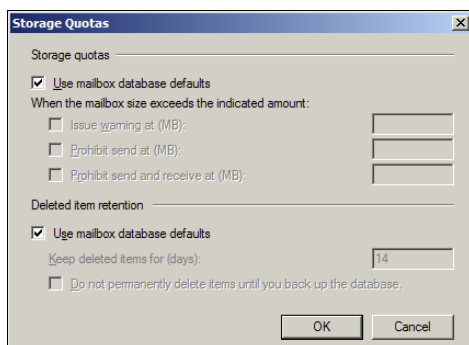 Storage Quotas
Storage quotas
Use mailbox database defaults
When the mailbox size exceeds the indicated amount:
Issue warning at (MB):
Prohibit send at (MB):
Prohibit send and receive at (MB):
Deleted item retention
Use mailbox database defaults
Keep deleted items for (days): 14
Do not permanently delete items until you back up the database.
OK Cancel